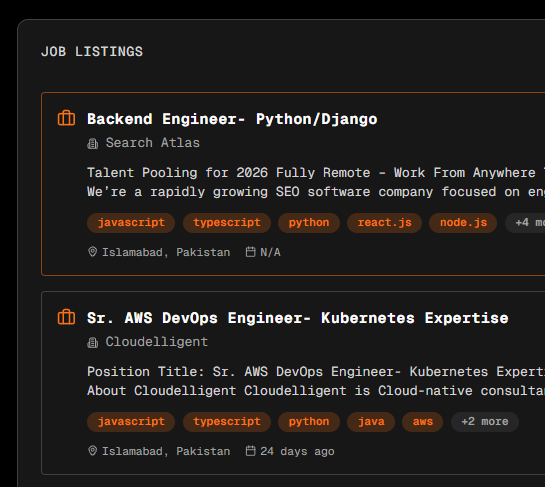 JOB LISTINGS
Backend Engineer- Python/Django
Search Atlas
Talent Pooling for 2026 Fully Remote – Work From Anywhere
We're a rapidly growing SEO software company focused on
javascript typescript python react.js node.js +4
Islamabad, Pakistan N/A
Sr. AWS DevOps Engineer- Kubernetes Expertise
Cloudelligent
Position Title: Sr. AWS DevOps Engineer- Kubernetes
About Cloudelligent Cloudelligent is Cloud-native
javascript typescript python java aws +2 more
Islamabad, Pakistan 24 days ago